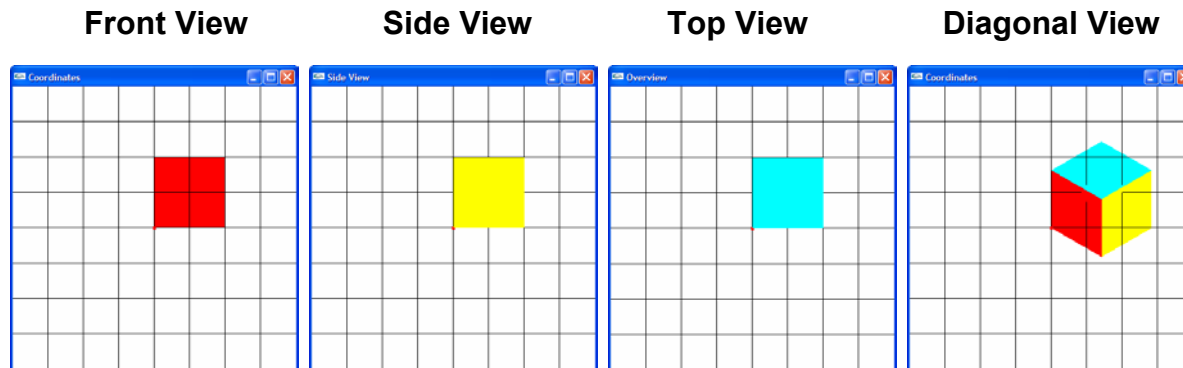 Front View
Side View
Top View
Diagonal View
Coordinates
Side View
Overview
Coordinates